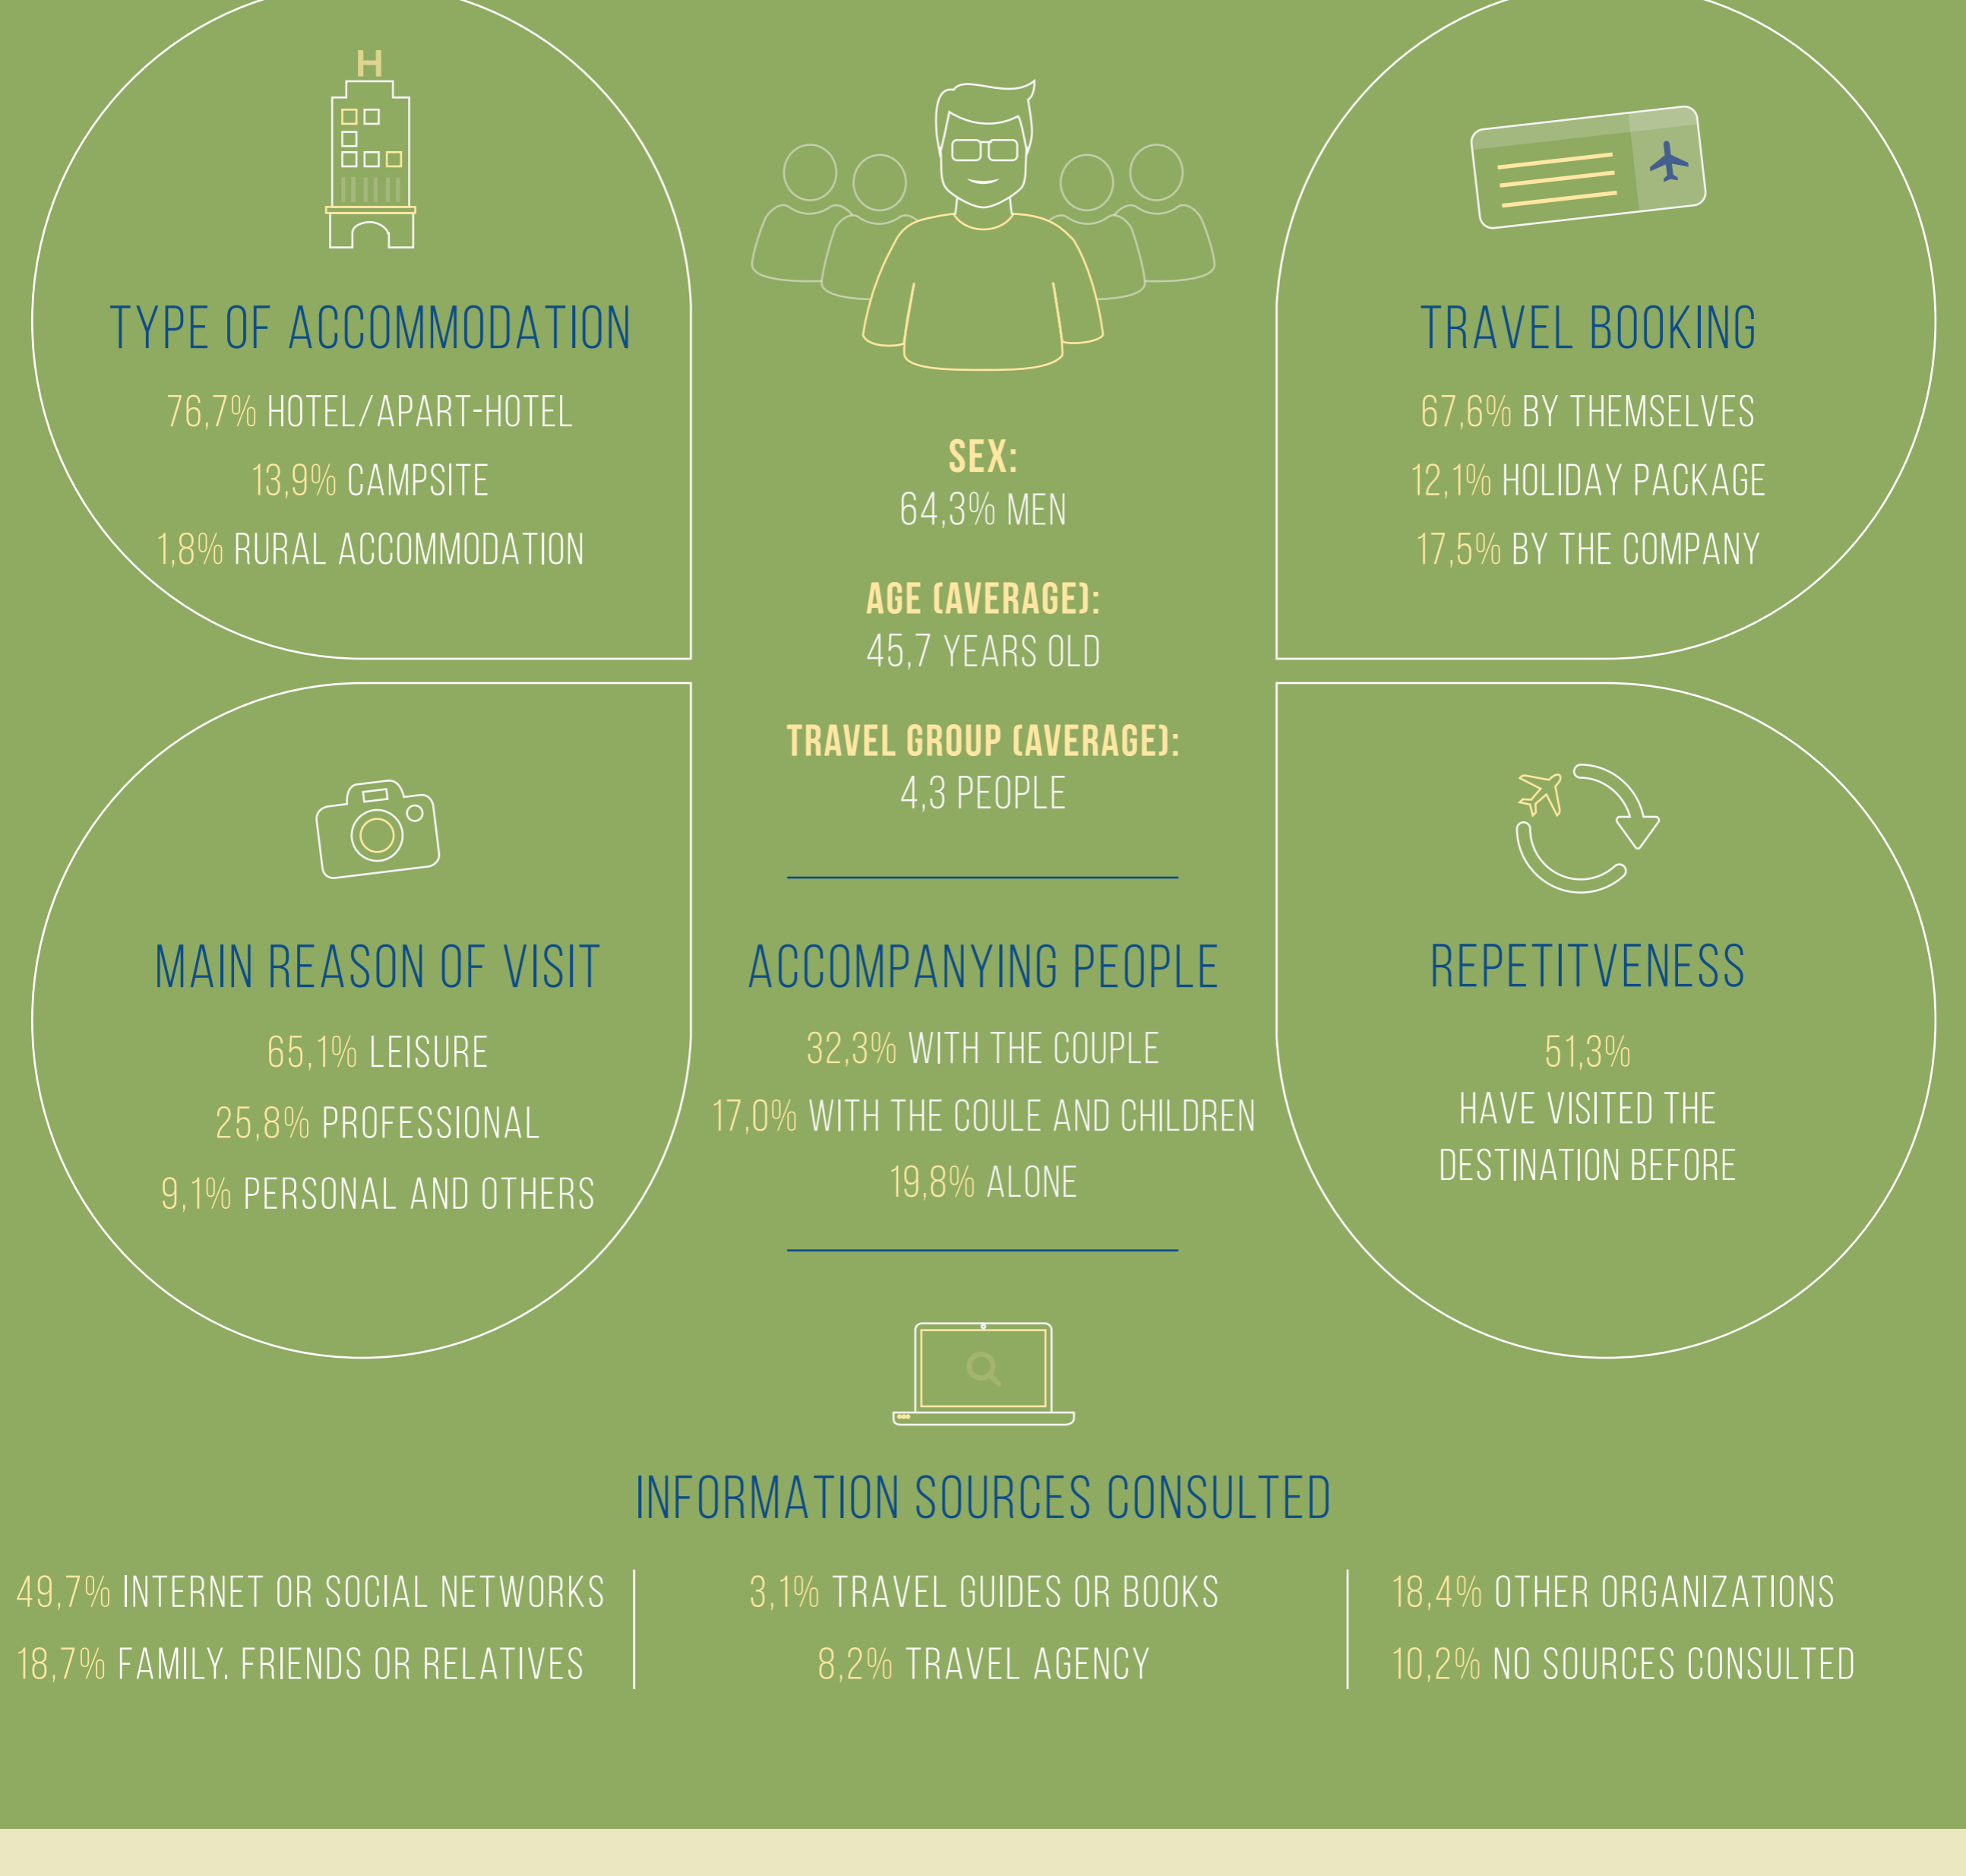 H
TYPE OF ACCOMMODATION
76,7% HOTEL/APART-HOTEL
13,9% CAMPSITE
1,8% RURAL ACCOMMODATION
SEX:
64,3% MEN
AGE (AVERAGE):
45,7 YEARS OLD
TRAVEL GROUP (AVERAGE):
4,3 PEOPLE
TRAVEL BOOKING
67,6% BY THEMSELVES
12,1% HOLIDAY PACKAGE
17,5% BY THE COMPANY
MAIN REASON OF VISIT
65,1% LEISURE
25,8% PROFESSIONAL
9,1% PERSONAL AND OTHERS
ACCOMPANYING PEOPLE
32,3% WITH THE COUPLE
17,0% WITH THE COULE AND CHILDREN
19,8% ALONE
REPETITVENESS
51,3%
HAVE VISITED THE
DESTINATION BEFORE
INFORMATION SOURCES CONSULTED
49,7% INTERNET OR SOCIAL NETWORKS
18,7% FAMILY. FRIENDS OR RELATIVES
3,1% TRAVEL GUIDES OR BOOKS
8,2% TRAVEL AGENCY
18,4% OTHER ORGANIZATIONS
10,2% NO SOURCES CONSULTED